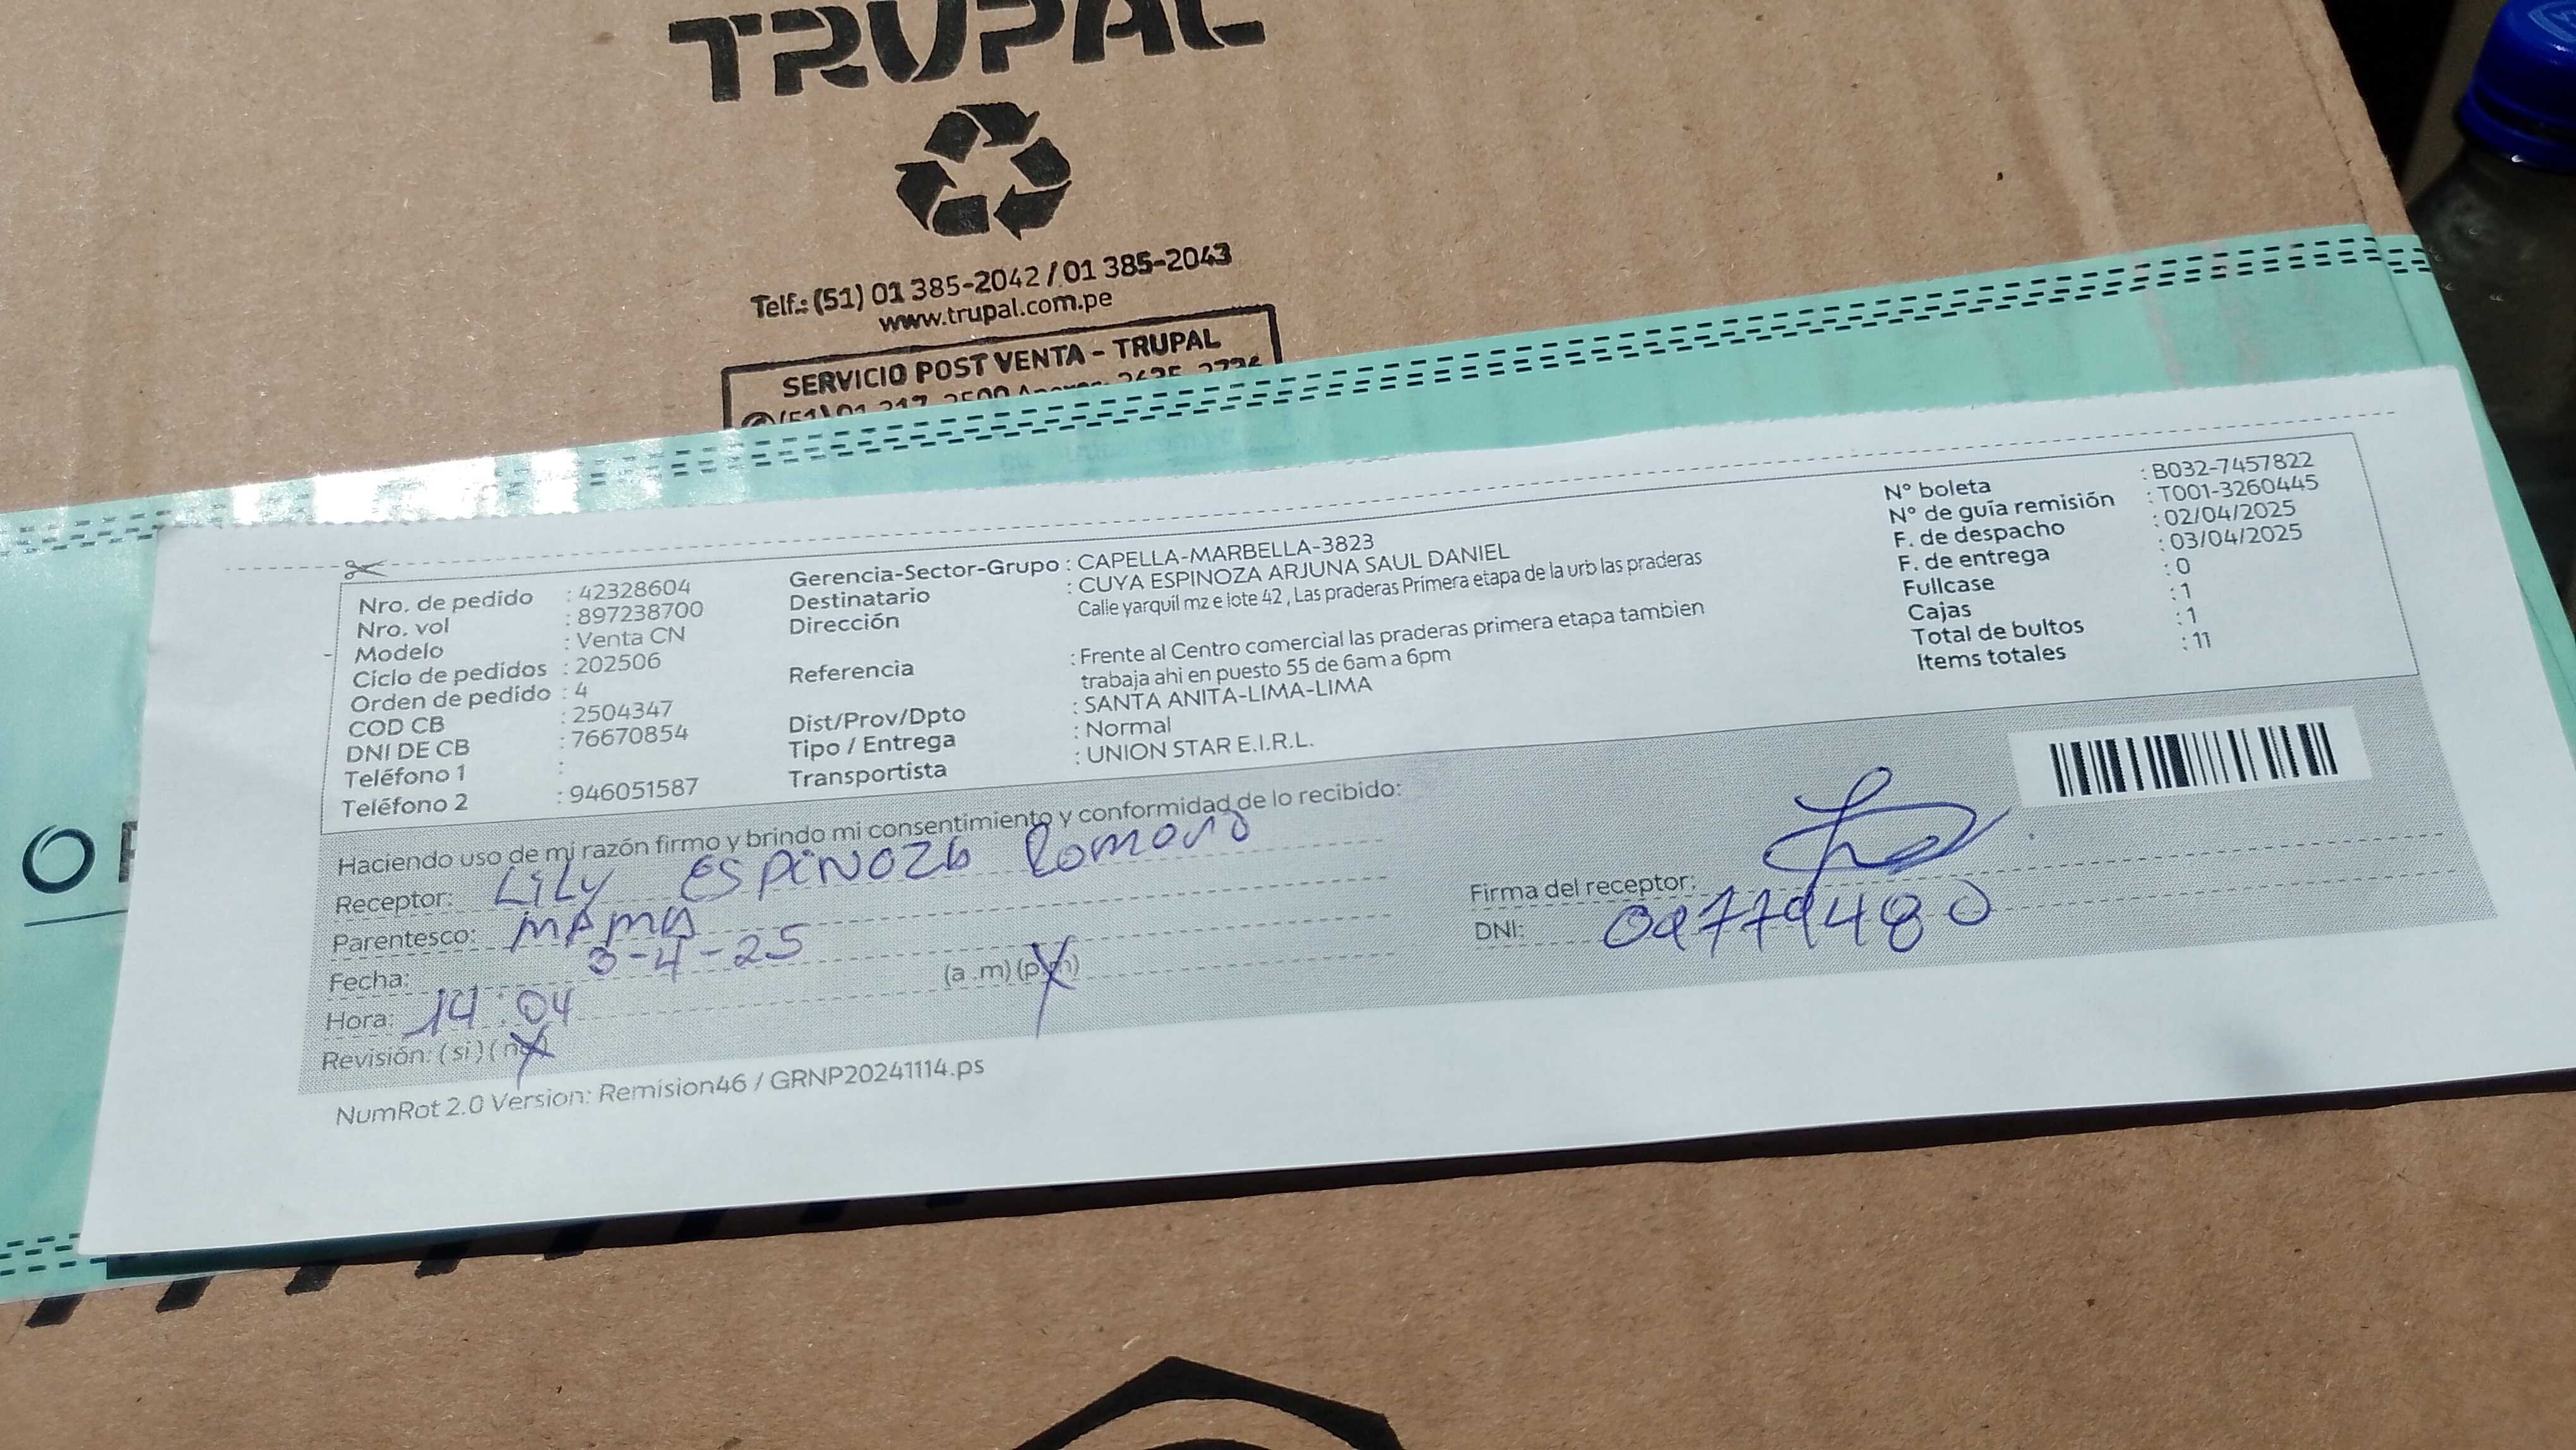 TRUPAL
Telf.: (51) 01 385-2042 / 01 385-2043
www.trupal.com.pe
SERVICIO POST VENTA - TRUPAL
Nro. de pedido : 42328604
Nro. vol : 897238700
Modelo : Venta CN
Ciclo de pedidos : 202506
Orden de pedido : 4
COD CB : 2504347
DNI DE CB : 76670854
Teléfono 1 :
Teléfono 2 : 946051587
Gerencia-Sector-Grupo : CAPELLA-MARBELLA-3823
Destinatario : CUYA ESPINOZA ARJUNA SAUL DANIEL
Dirección Calle yarquil mz e lote 42 , Las praderas Primera etapa de la urb las praderas
Referencia : Frente al Centro comercial las praderas primera etapa tambien
trabaja ahi en puesto 55 de 6am a 6pm
Dist/Prov/Dpto : SANTA ANITA-LIMA-LIMA
Tipo / Entrega : Normal
Transportista : UNION STAR E.I.R.L.
N° boleta : B032-7457822
N° de guía remisión : T001-3260445
F. de despacho : 02/04/2025
F. de entrega : 03/04/2025
Fullcase : 0
Cajas : 1
Total de bultos : 1
Items totales : 11
Haciendo uso de mi razón firmo y brindo mi consentimiento y conformidad de lo recibido:
Receptor: Lily ESPINOZA Romano
Parentesco: MAMA
Fecha: 3-4-25
Hora: 14:04 (a .m) (p.m)
Revisión: ( si ) ( no )
Firma del receptor:
DNI: 09779480
NumRot 2.0 Version: Remision46 / GRNP20241114.ps